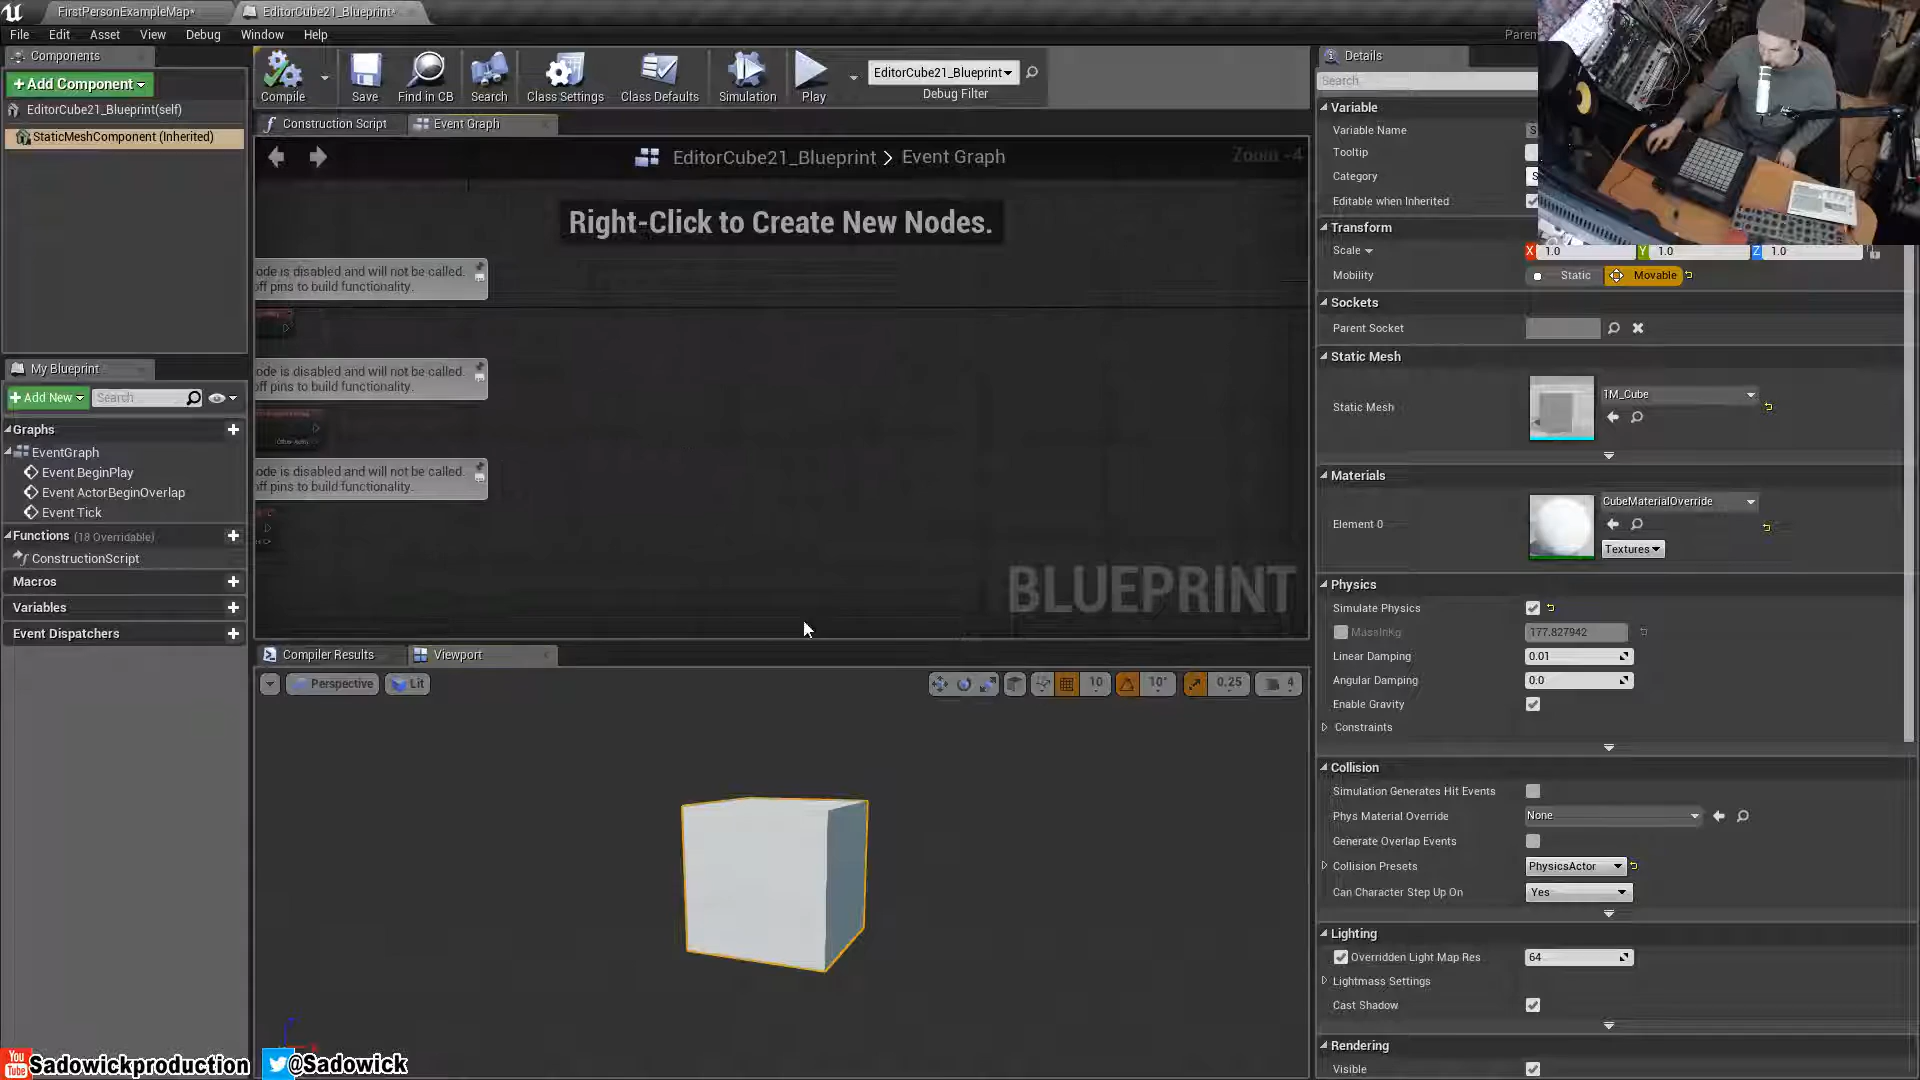 FirstPersonExampleMap*
EditorCube21_Blueprint*
File Edit Asset View Debug Window Help
Paren
Components
+ Add Component
EditorCube21_Blueprint(self)
StaticMeshComponent (Inherited)
Compile
Save
Find in CB
Search
Class Settings
Class Defaults
Simulation
Play
EditorCube21_Blueprint
Debug Filter
Construction Script
Event Graph
EditorCube21_Blueprint > Event Graph
Zoom -4
Right-Click to Create New Nodes.
ode is disabled and will not be called.
off pins to build functionality.
ode is disabled and will not be called.
off pins to build functionality.
ode is disabled and will not be called.
off pins to build functionality.
BLUEPRINT
My Blueprint
+ Add New
Search
Graphs
EventGraph
Event BeginPlay
Event ActorBeginOverlap
Event Tick
Functions (18 Overridable)
ConstructionScript
Macros
Variables
Event Dispatchers
Compiler Results
Viewport
Perspective
Lit
10
10°
0.25
4
Details
Search
Variable
Variable Name
Tooltip
Category
Editable when Inherited
Transform
Scale X 1.0 Y 1.0 Z 1.0
Mobility Static Movable
Sockets
Parent Socket
Static Mesh
Static Mesh
1M_Cube
Materials
Element 0
CubeMaterialOverride
Textures
Physics
Simulate Physics
MassInKg 177.827942
Linear Damping 0.01
Angular Damping 0.0
Enable Gravity
Constraints
Collision
Simulation Generates Hit Events
Phys Material Override None
Generate Overlap Events
Collision Presets PhysicsActor
Can Character Step Up On Yes
Lighting
Overridden Light Map Res 64
Lightmass Settings
Cast Shadow
Rendering
Visible
You Tube Sadowickproduction
@Sadowick